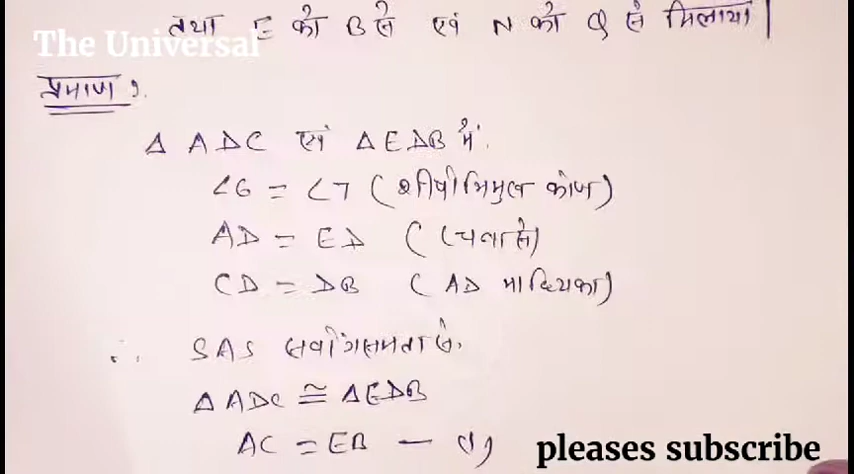 तथा E को B से एवं N को Q से मिलाया|
The Universal
प्रमाण :
Δ ADC एवं Δ EDB में.
∠6 = ∠7 (शीर्षाभिमुख कोण)
AD = ED (रचना से)
CD = DB (AD माध्यिका)
∴ SAS सर्वांगसमता से.
Δ ADC ≅ Δ EDB
AC = EB — (1)
pleases subscribe